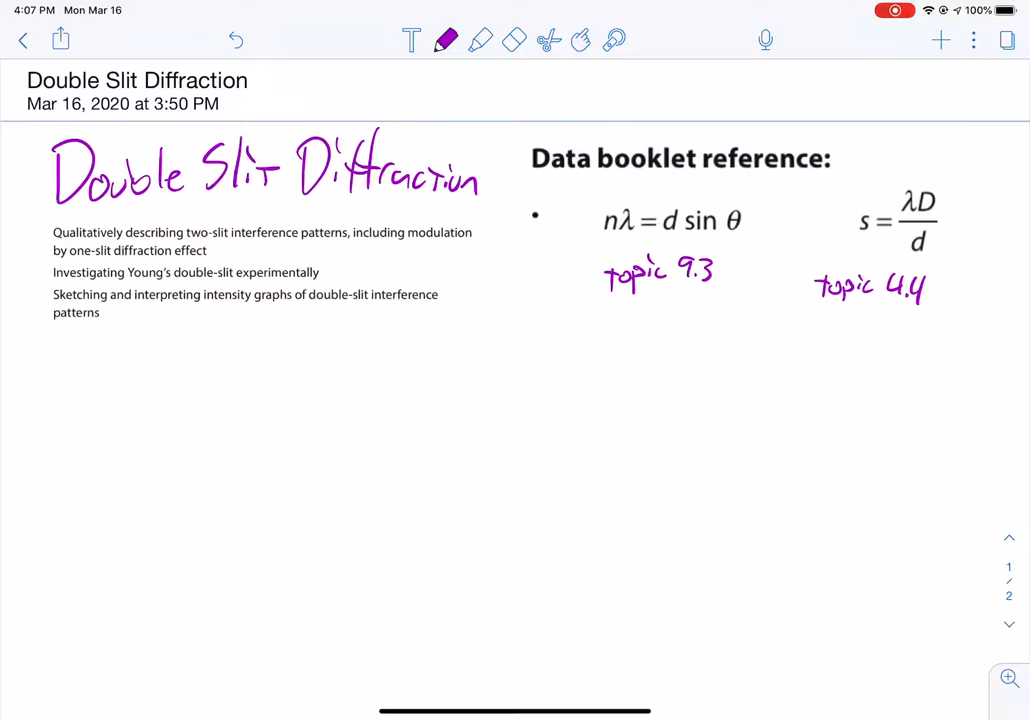 4:07 PM Mon Mar 16
100%
T
Double Slit Diffraction
Mar 16, 2020 at 3:50 PM
Double Slit Diffraction
Qualitatively describing two-slit interference patterns, including modulation
by one-slit diffraction effect
Investigating Young's double-slit experimentally
Sketching and interpreting intensity graphs of double-slit interference
patterns
Data booklet reference:
• nλ = d sin θ
topic 9.3
s = λD / d
topic 4.4
1
/
2